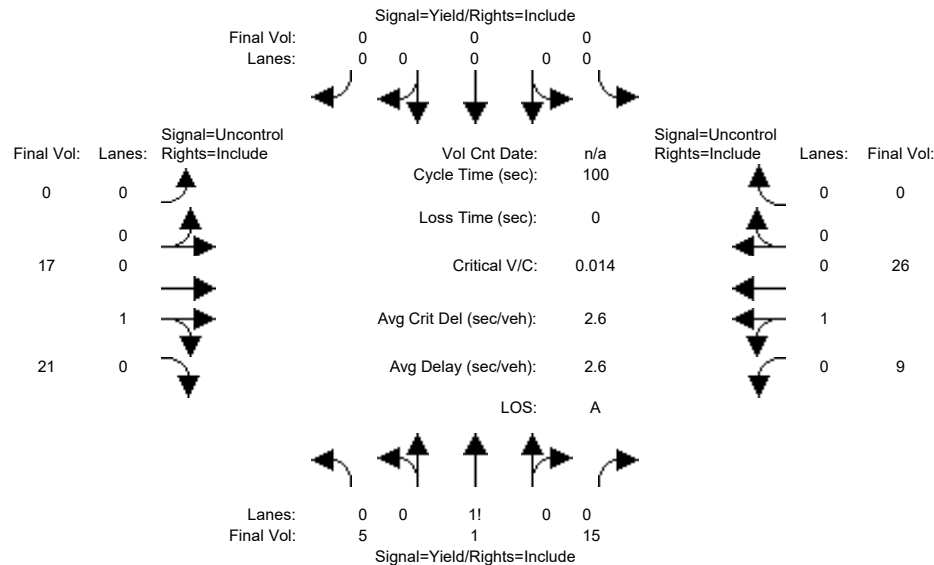 Signal=Yield/Rights=Include
Final Vol: 0 0 0
Lanes: 0 0 0 0 0
Signal=Uncontrol Signal=Uncontrol
Final Vol: Lanes: Rights=Include Vol Cnt Date: n/a Rights=Include Lanes: Final Vol:
Cycle Time (sec): 100
0 0 0 0
Loss Time (sec): 0
0 0
17 0 Critical V/C: 0.014 0 26
1 Avg Crit Del (sec/veh): 2.6 1
21 0 Avg Delay (sec/veh): 2.6 0 9
LOS: A
Lanes: 0 0 1! 0 0
Final Vol: 5 1 15
Signal=Yield/Rights=Include